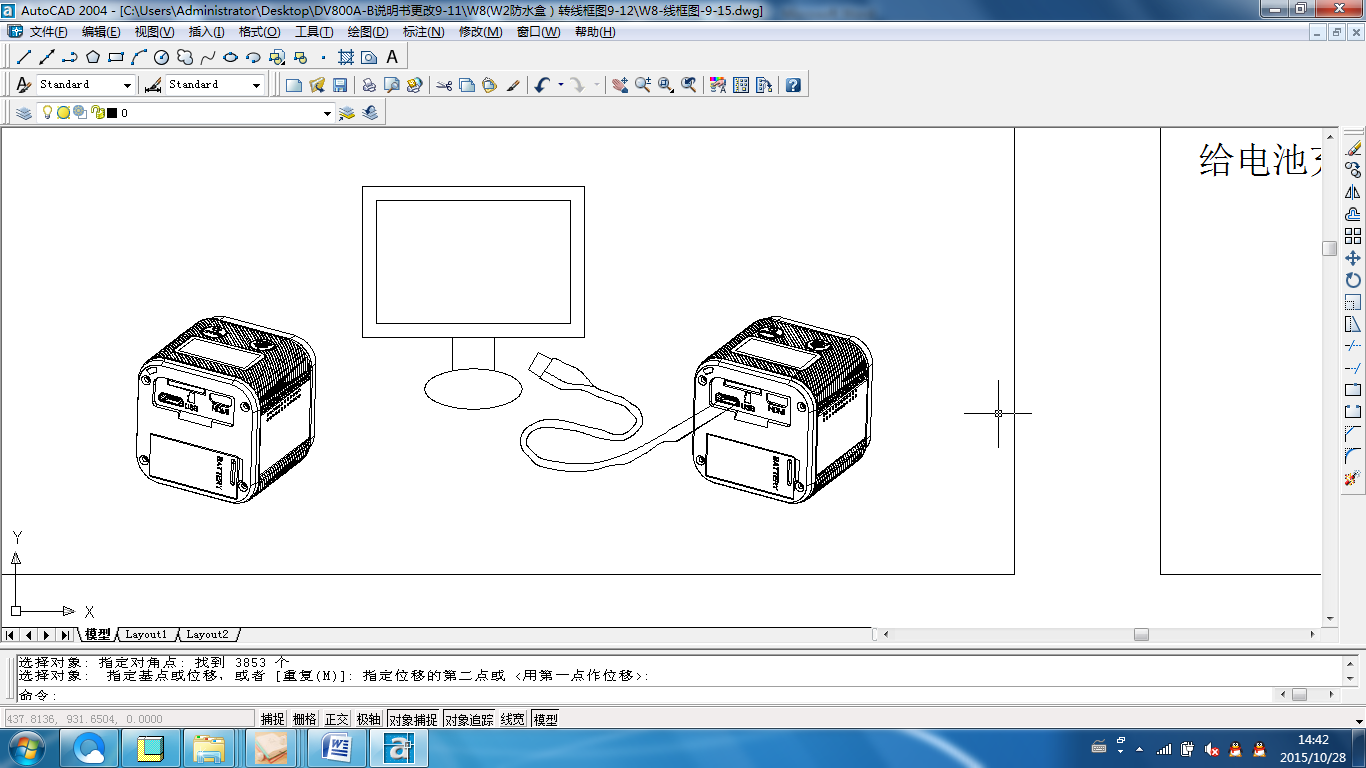 AutoCAD 2004 - [C:\Users\Administrator\Desktop\DV800A-B说明书更改9-11\W8(W2防水盒)转线框图9-12\W8-线框图-9-15.dwg]
文件(F) 编辑(E) 视图(V) 插入(I) 格式(O) 工具(T) 绘图(D) 标注(N) 修改(M) 窗口(W) 帮助(H)
A
Standard Standard
0
给电池
USB HDMI
BATTERY
USB HDMI
BATTERY
Y
X
模型 Layout1 Layout2
选择对象: 指定对角点: 找到 3853 个
选择对象: 指定基点或位移, 或者 [重复(M)]: 指定位移的第二点或 <用第一点作位移>:
命令:
437.8136, 931.6504, 0.0000 捕捉 栅格 正交 极轴 对象捕捉 对象追踪 线宽 模型
14:42
2015/10/28